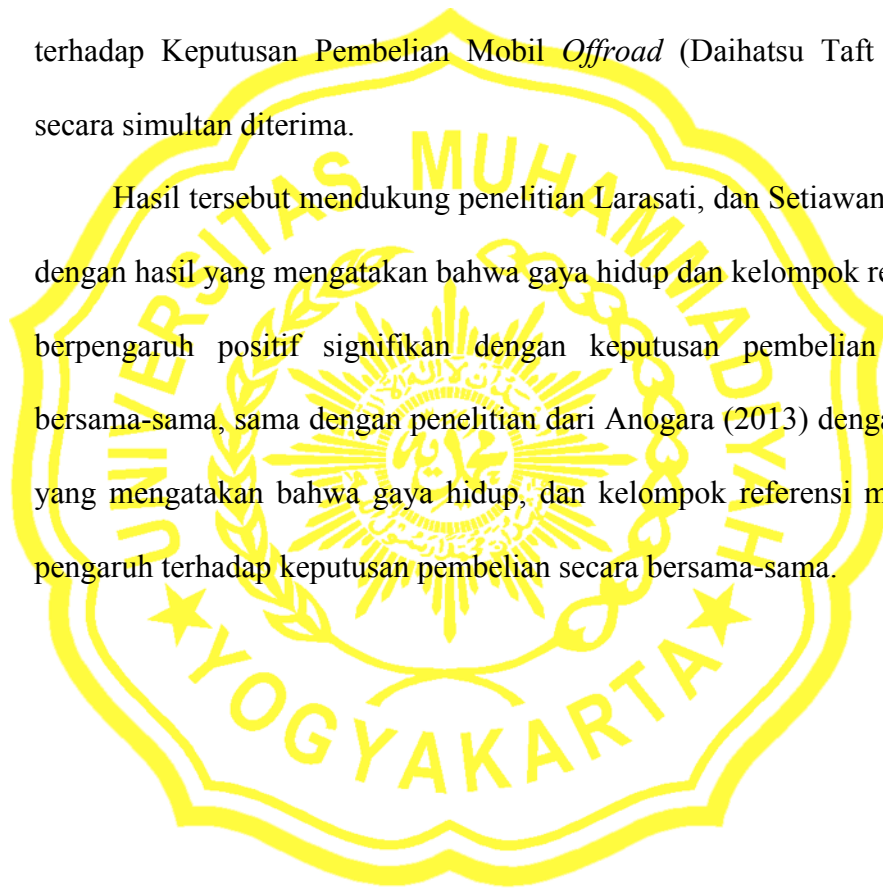 terhadap Keputusan Pembelian Mobil Offroad (Daihatsu Taft
secara simultan diterima.
Hasil tersebut mendukung penelitian Larasati, dan Setiawan
dengan hasil yang mengatakan bahwa gaya hidup dan kelompok re
berpengaruh positif signifikan dengan keputusan pembelian
bersama-sama, sama dengan penelitian dari Anogara (2013) denga
yang mengatakan bahwa gaya hidup, dan kelompok referensi m
pengaruh terhadap keputusan pembelian secara bersama-sama.
UNIVERSITAS MUHAMMADIYAH
YOGYAKARTA